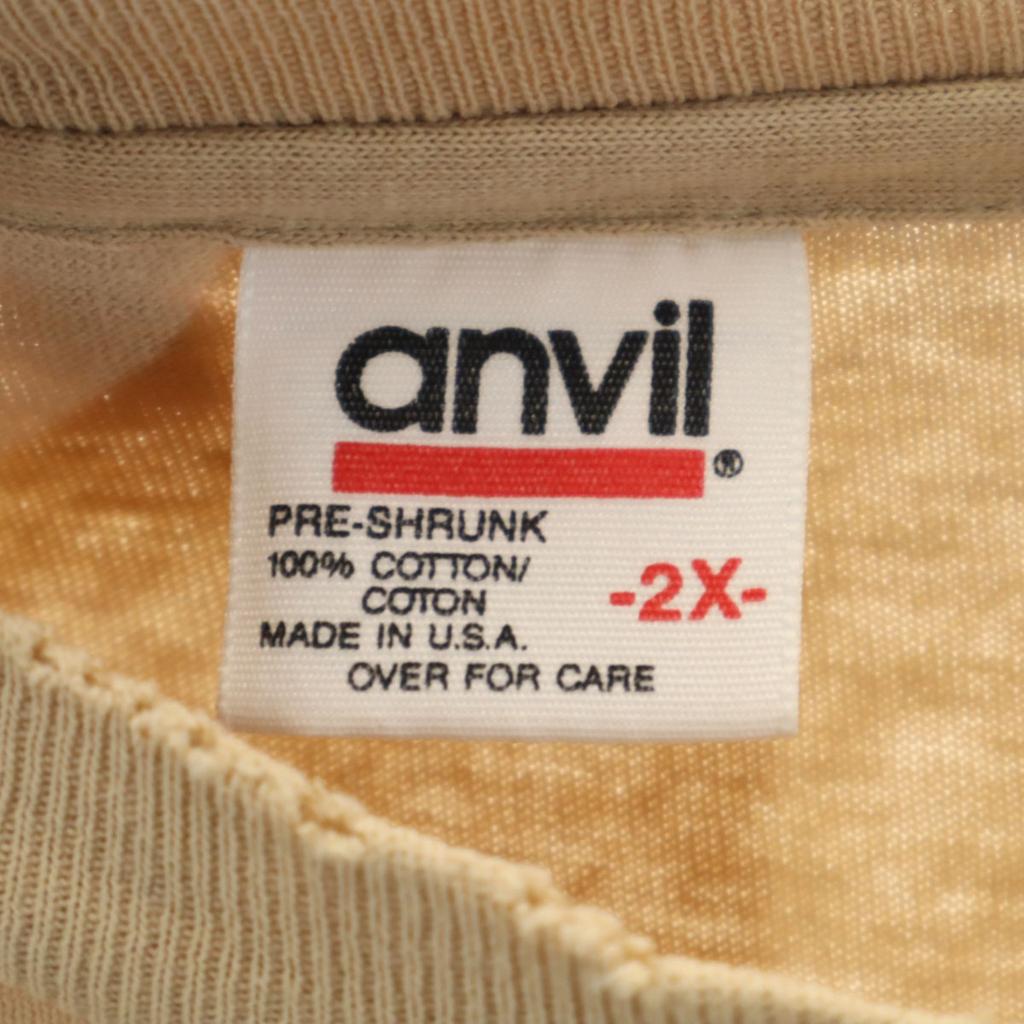 anvil®
PRE-SHRUNK
100% COTTON/
COTON
-2X-
MADE IN U.S.A.
OVER FOR CARE